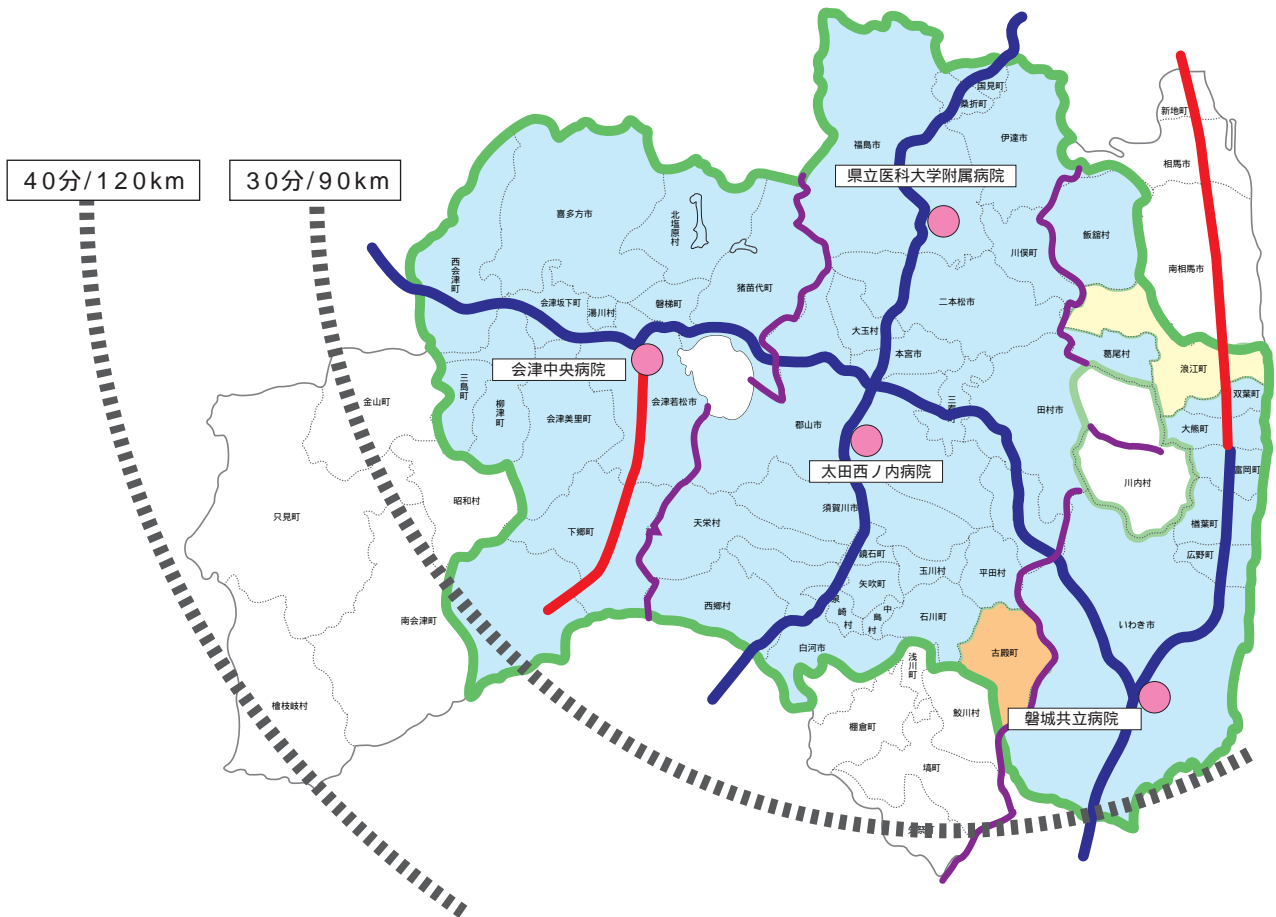 国見町
桑折町
新地町
福島市
伊達市
相馬市
40分/120km
30分/90km
県立医科大学附属病院
喜多方市
北塩原村
飯舘村
川俣町
南相馬市
西会津町
猪苗代町
会津坂下町
湯川村
磐梯町
二本松市
大玉村
本宮市
葛尾村
浪江町
会津中央病院
三島町
柳津町
金山町
会津美里町
会津若松市
郡山市
田村市
双葉町
大熊町
太田西ノ内病院
富岡町
川内村
昭和村
只見町
下郷町
天栄村
須賀川市
楢葉町
鏡石町
広野町
玉川村
平田村
矢吹町
泉崎村
中島村
西郷村
石川町
南会津町
いわき市
白河市
古殿町
浅川町
檜枝岐村
鮫川村
磐城共立病院
棚倉町
塙町